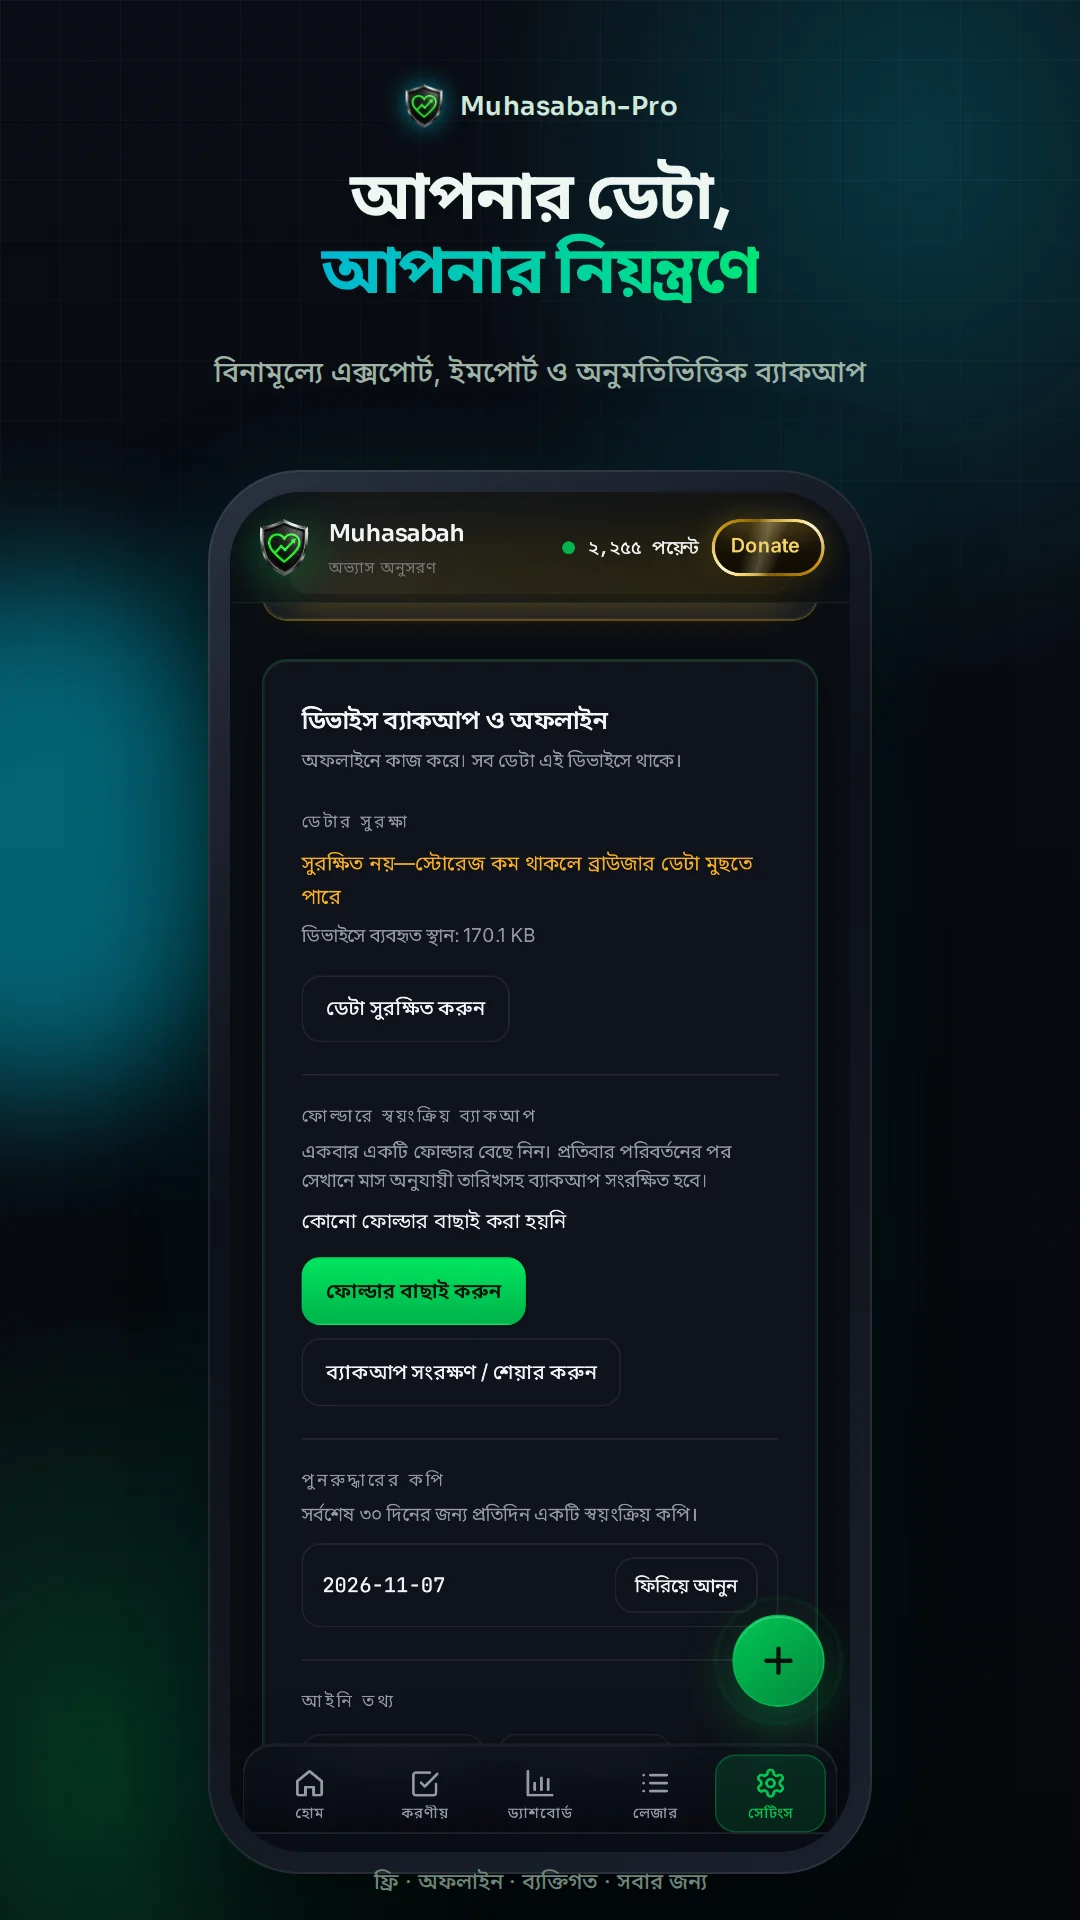 Muhasabah-Pro
আপনার ডেটা,
আপনার নিয়ন্ত্রণে
বিনামূল্যে এক্সপোর্ট, ইমপোর্ট ও অনুমতিভিত্তিক ব্যাকআপ
Muhasabah
অভ্যাস অনুসরণ
২,২৫৫ পয়েন্ট
Donate
ডিভাইস ব্যাকআপ ও অফলাইন
অফলাইনে কাজ করে। সব ডেটা এই ডিভাইসে থাকে।
ডেটার সুরক্ষা
সুরক্ষিত নয়—স্টোরেজ কম থাকলে ব্রাউজার ডেটা মুছতে
পারে
ডিভাইসে ব্যবহৃত স্থান: 170.1 KB
ডেটা সুরক্ষিত করুন
ফোল্ডারে স্বয়ংক্রিয় ব্যাকআপ
একবার একটি ফোল্ডার বেছে নিন। প্রতিবার পরিবর্তনের পর
সেখানে মাস অনুযায়ী তারিখসহ ব্যাকআপ সংরক্ষিত হবে।
কোনো ফোল্ডার বাছাই করা হয়নি
ফোল্ডার বাছাই করুন
ব্যাকআপ সংরক্ষণ / শেয়ার করুন
পুনরুদ্ধারের কপি
সর্বশেষ ৩০ দিনের জন্য প্রতিদিন একটি স্বয়ংক্রিয় কপি।
2026-11-07
ফিরিয়ে আনুন
আইনি তথ্য
হোম
করণীয়
ড্যাশবোর্ড
লেজার
সেটিংস
ফ্রি · অফলাইন · ব্যক্তিগত · সবার জন্য